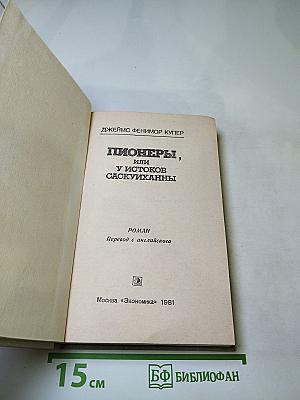 ДЖЕЙМС ФЕНИМОР КУПЕР
ПИОНЕРЫ,
ИЛИ
У ИСТОКОВ
САСКУИХАННЫ
РОМАН
Перевод с английского
Москва «Экономика» 1981
15 см
БФ БИБЛИОФАН